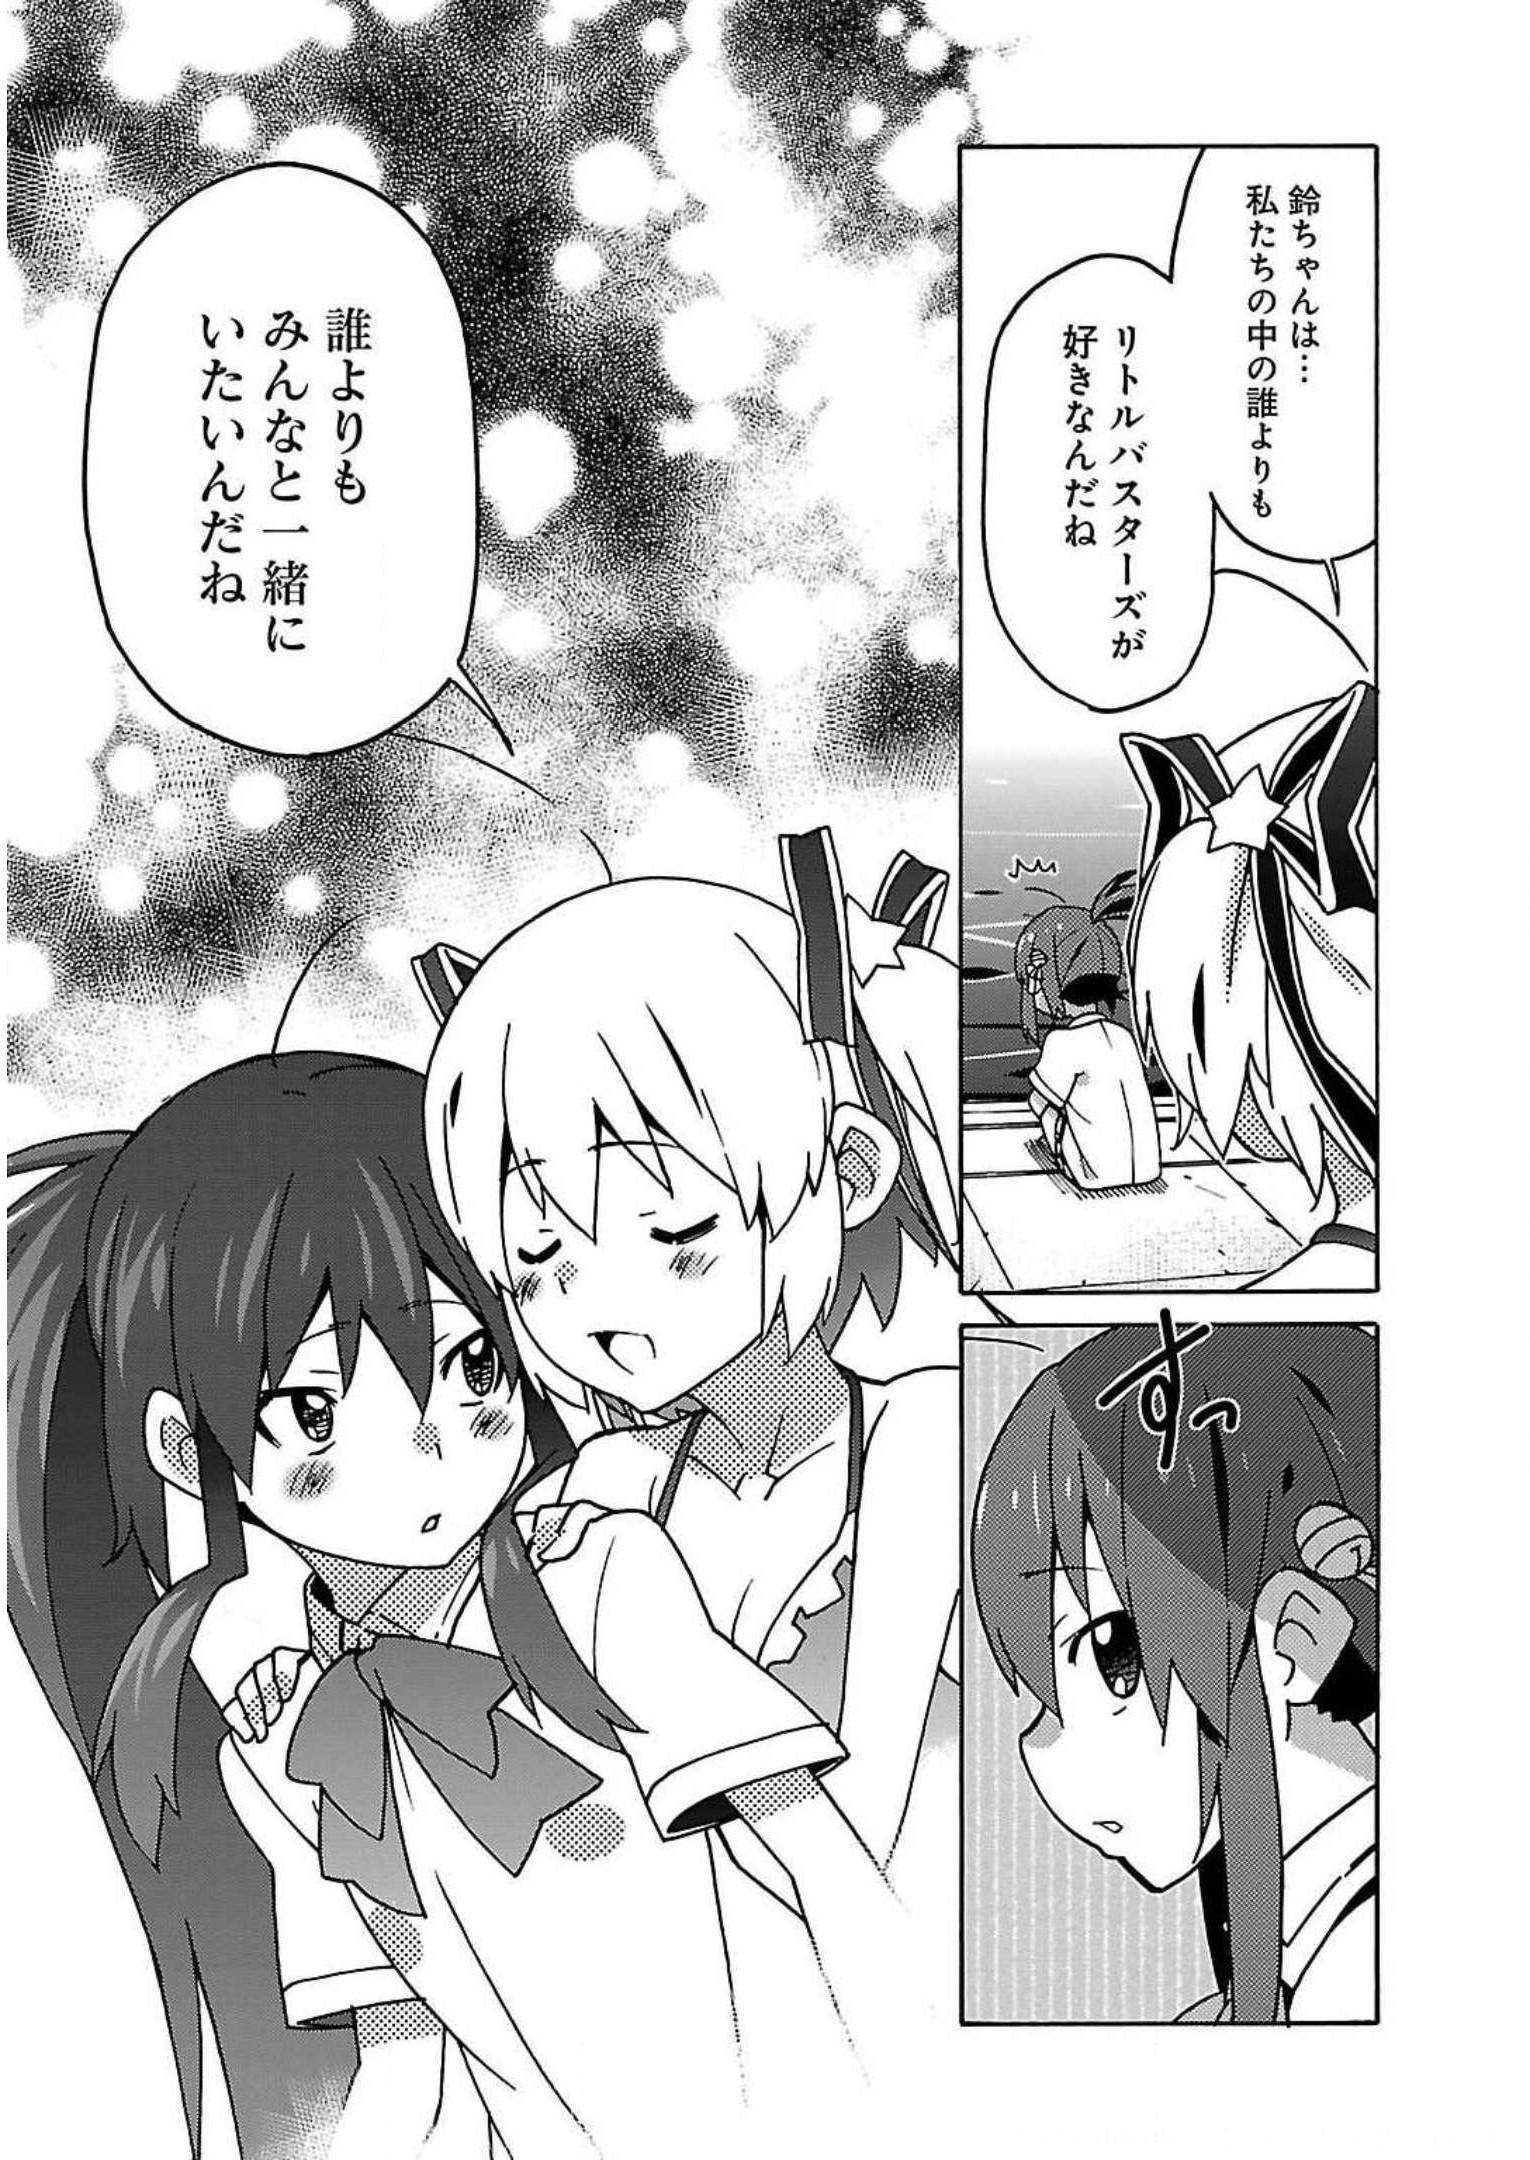 鈴ちゃんは…
私たちの中の誰よりも
リトルバスターズが
好きなんだね
すっ
誰よりも
みんなと一緒に
いたいんだね